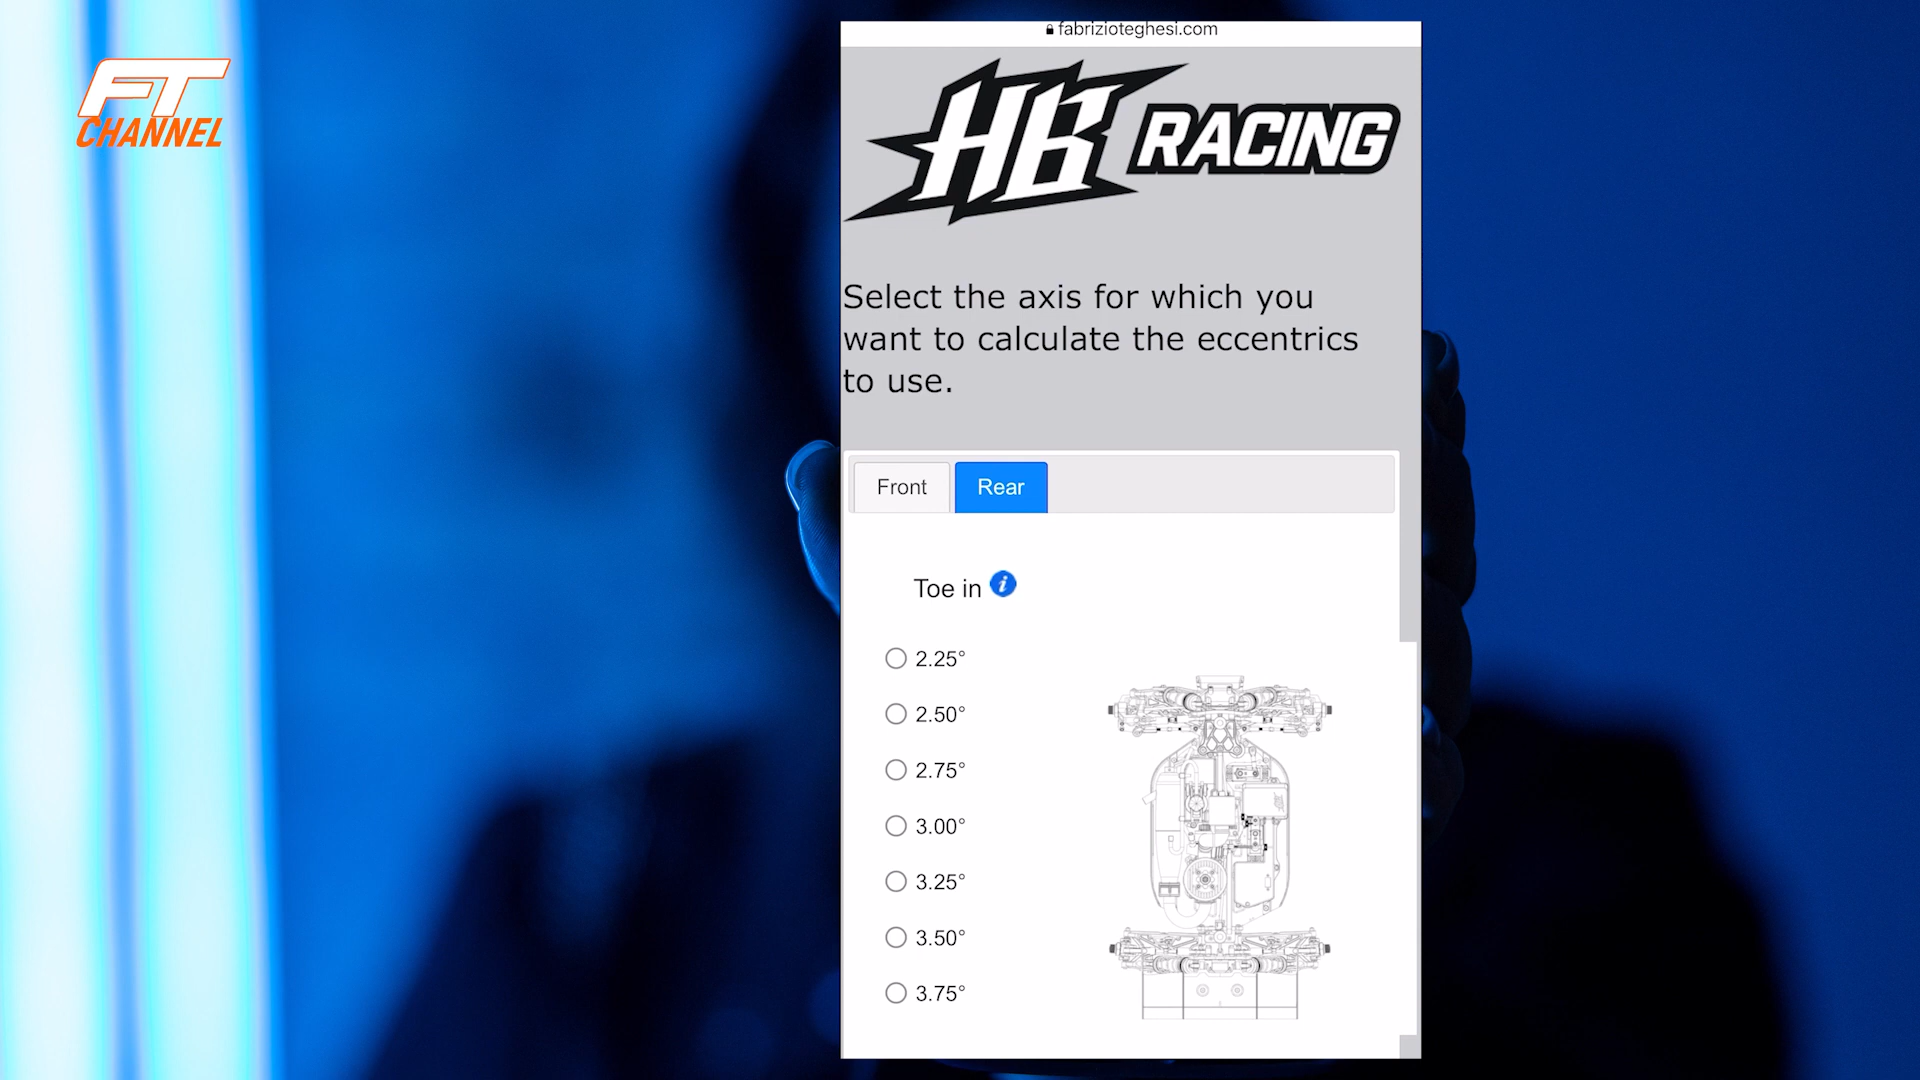 fabrizioteghesi.com
FT
CHANNEL
HB RACING
Select the axis for which you
want to calculate the eccentrics
to use.
Front
Rear
Toe in
2.25°
2.50°
2.75°
3.00°
3.25°
3.50°
3.75°